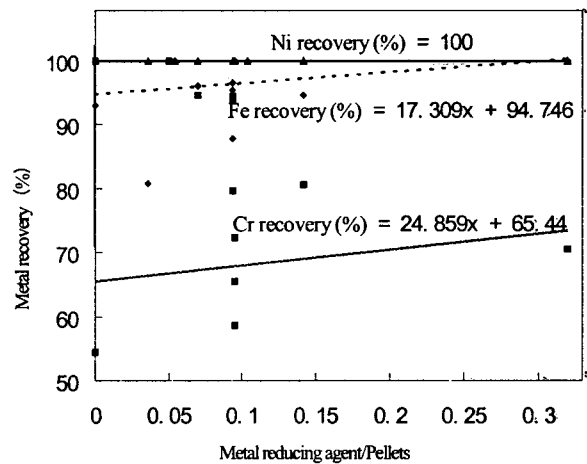 Ni recovery (%) = 100
100
Fe recovery (%) = 17.309x + 94.746
90
80
Cr recovery (%) = 24.859x + 65.44
70
60
50
Metal recovery (%)
0 0.05 0.1 0.15 0.2 0.25 0.3
Metal reducing agent/Pellets